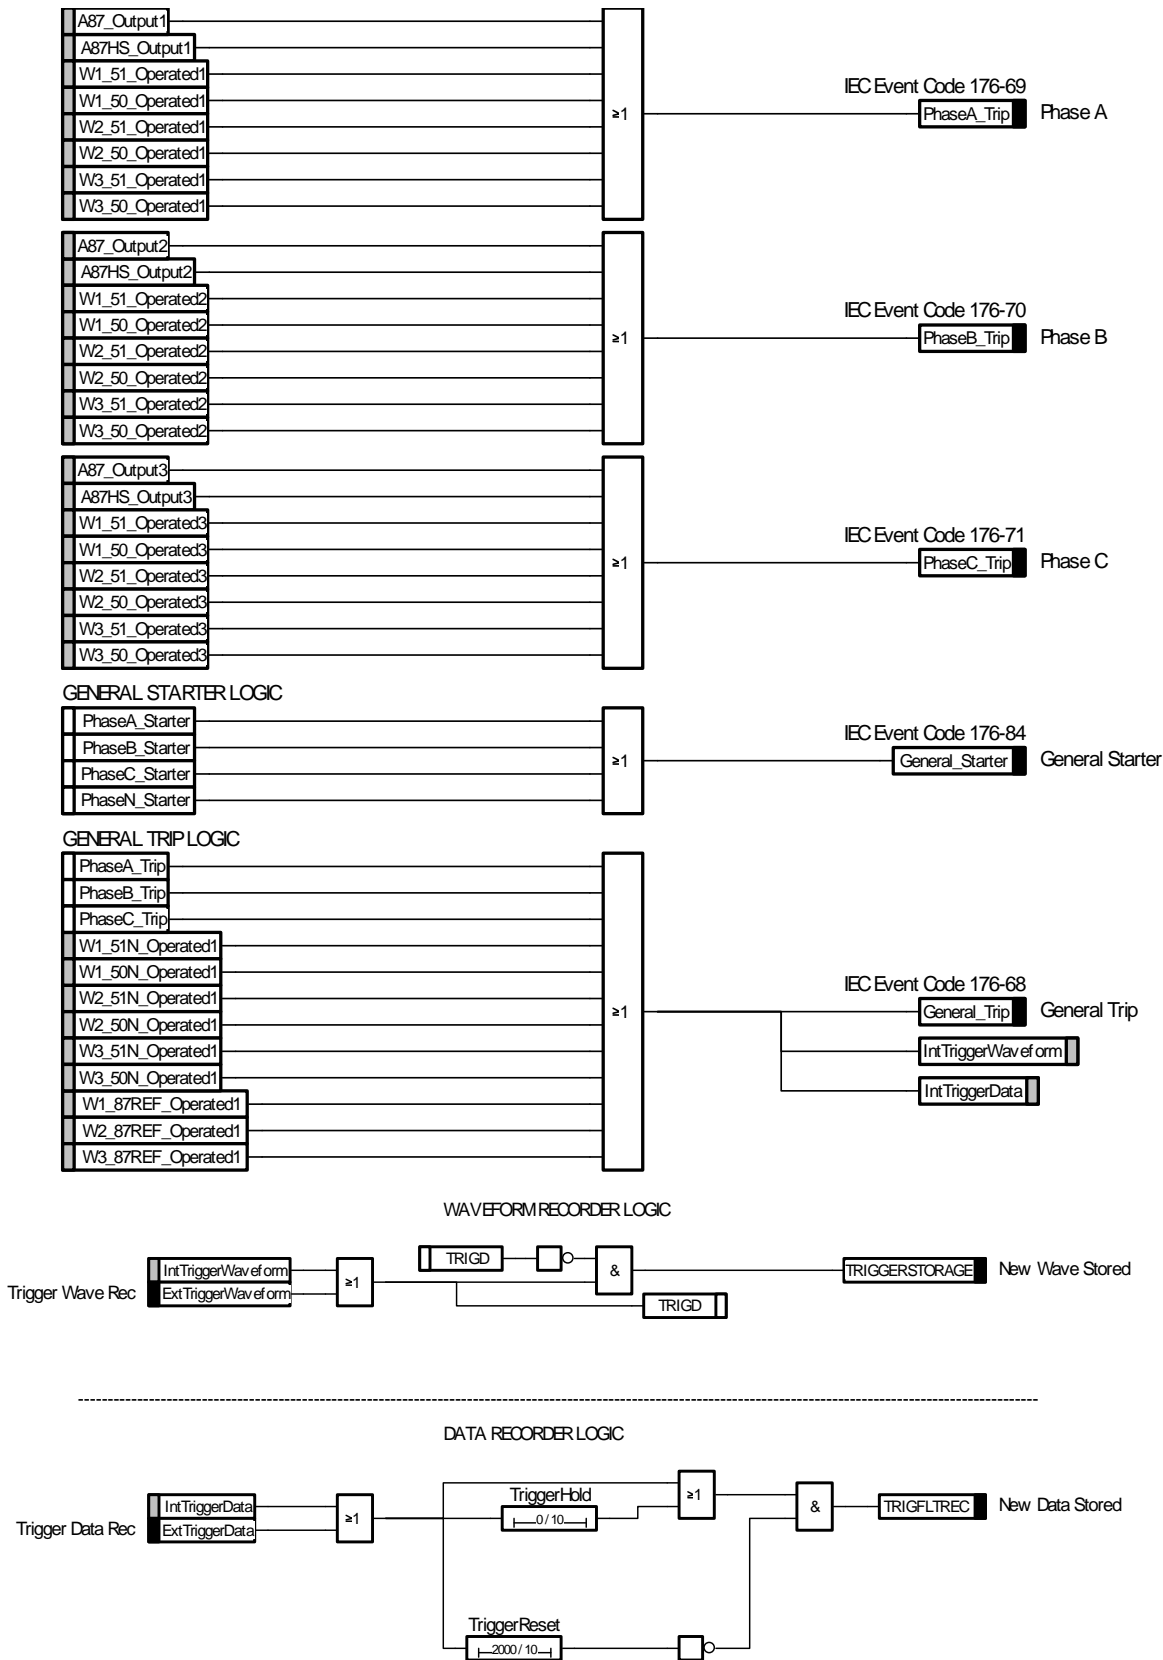 A87_Output1
A87HS_Output1
W1_51_Operated1
W1_50_Operated1
W2_51_Operated1
W2_50_Operated1
W3_51_Operated1
W3_50_Operated1
≥1
IEC Event Code 176-69
PhaseA_Trip Phase A
A87_Output2
A87HS_Output2
W1_51_Operated2
W1_50_Operated2
W2_51_Operated2
W2_50_Operated2
W3_51_Operated2
W3_50_Operated2
≥1
IEC Event Code 176-70
PhaseB_Trip Phase B
A87_Output3
A87HS_Output3
W1_51_Operated3
W1_50_Operated3
W2_51_Operated3
W2_50_Operated3
W3_51_Operated3
W3_50_Operated3
≥1
IEC Event Code 176-71
PhaseC_Trip Phase C
GENERAL STARTER LOGIC
PhaseA_Starter
PhaseB_Starter
PhaseC_Starter
PhaseN_Starter
≥1
IEC Event Code 176-84
General_Starter General Starter
GENERAL TRIP LOGIC
PhaseA_Trip
PhaseB_Trip
PhaseC_Trip
W1_51N_Operated1
W1_50N_Operated1
W2_51N_Operated1
W2_50N_Operated1
W3_51N_Operated1
W3_50N_Operated1
W1_87REF_Operated1
W2_87REF_Operated1
W3_87REF_Operated1
≥1
IEC Event Code 176-68
General_Trip General Trip
IntTriggerWaveform
IntTriggerData
WAVEFORM RECORDER LOGIC
Trigger Wave Rec
IntTriggerWaveform
ExtTriggerWaveform
≥1
TRIGD
&
TRIGD
TRIGGERSTORAGE New Wave Stored
DATA RECORDER LOGIC
Trigger Data Rec
IntTriggerData
ExtTriggerData
≥1
TriggerHold
0 / 10
≥1
&
TRIGFLTREC New Data Stored
TriggerReset
2000 / 10